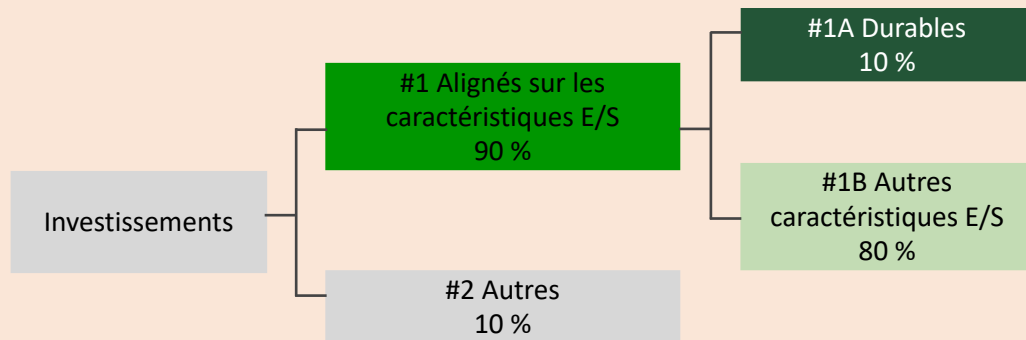 #1A Durables
10 %
#1 Alignés sur les
caractéristiques E/S
90 %
#1B Autres
caractéristiques E/S
80 %
Investissements
#2 Autres
10 %